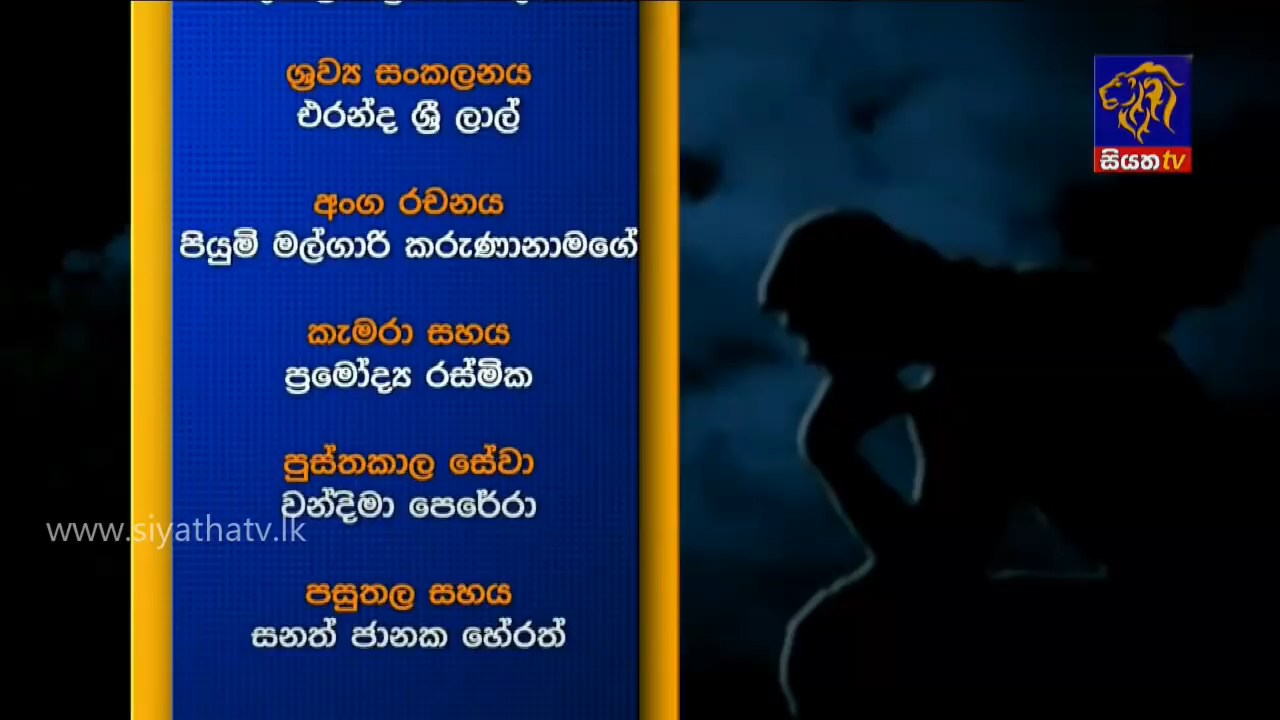 ශ්‍රව්‍ය සංකලනය
එරන්ද ශ්‍රී ලාල්
සියත tv
අංග රචනය
පියුමි මල්ගාරි කරුණානාමගේ
කැමරා සහය
ප්‍රමෝද්‍ය රස්මික
පුස්තකාල සේවා
චන්දිමා පෙරේරා
www.siyathatv.lk
පසුතල සහය
සනත් ජානක හේරත්